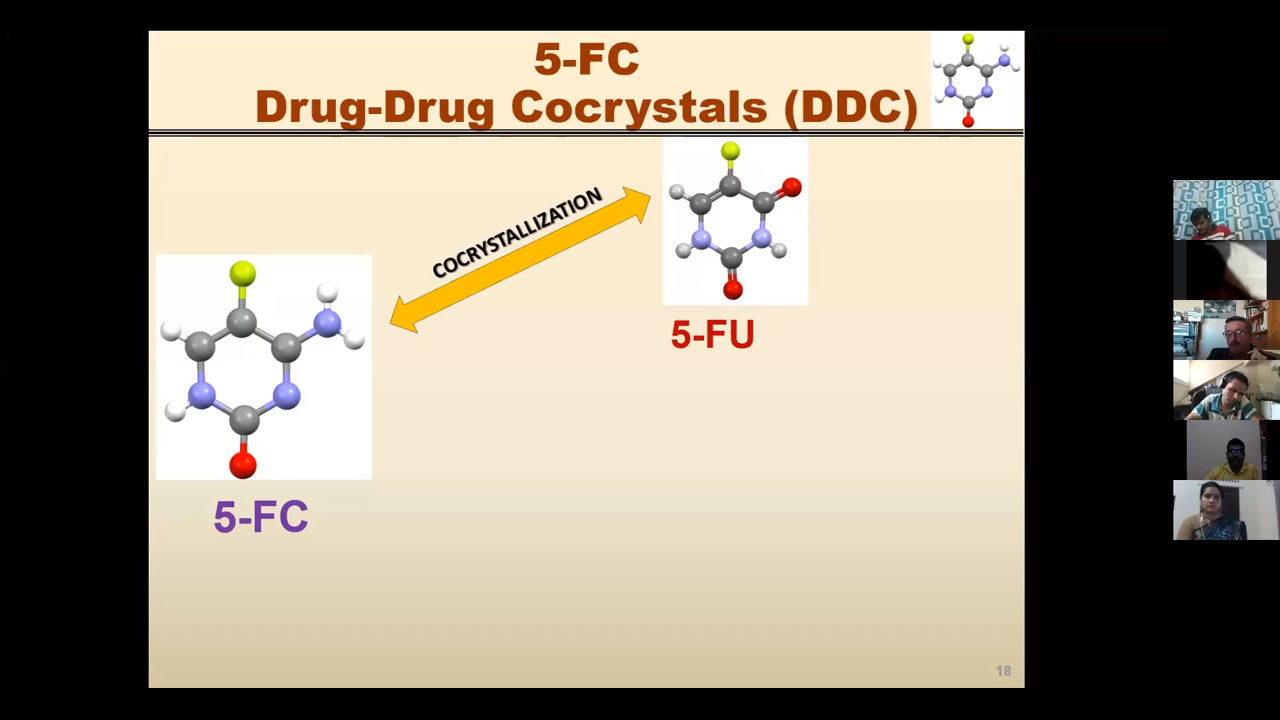 5-FC
Drug-Drug Cocrystals (DDC)
COCRYSTALLIZATION
5-FU
5-FC
18